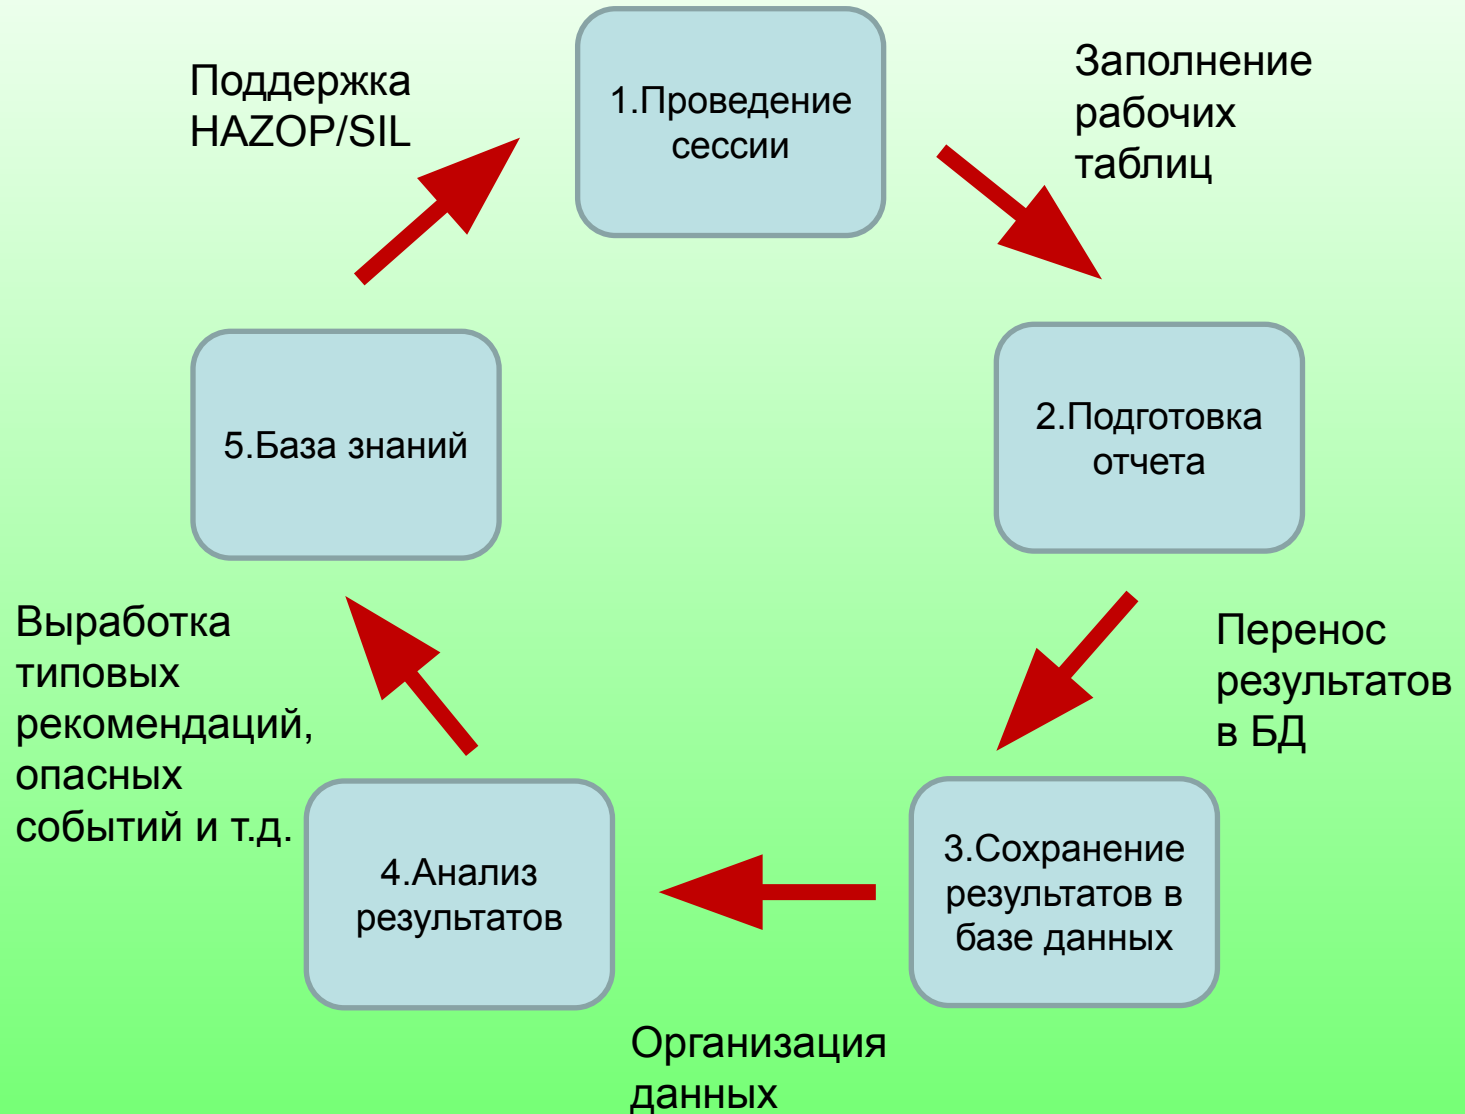 Поддержка
HAZOP/SIL
1.Проведение
сессии
Заполнение
рабочих
таблиц
5.База знаний
2.Подготовка
отчета
Выработка
типовых
рекомендаций,
опасных
событий и т.д.
Перенос
результатов
в БД
4.Анализ
результатов
3.Сохранение
результатов в
базе данных
Организация
данных